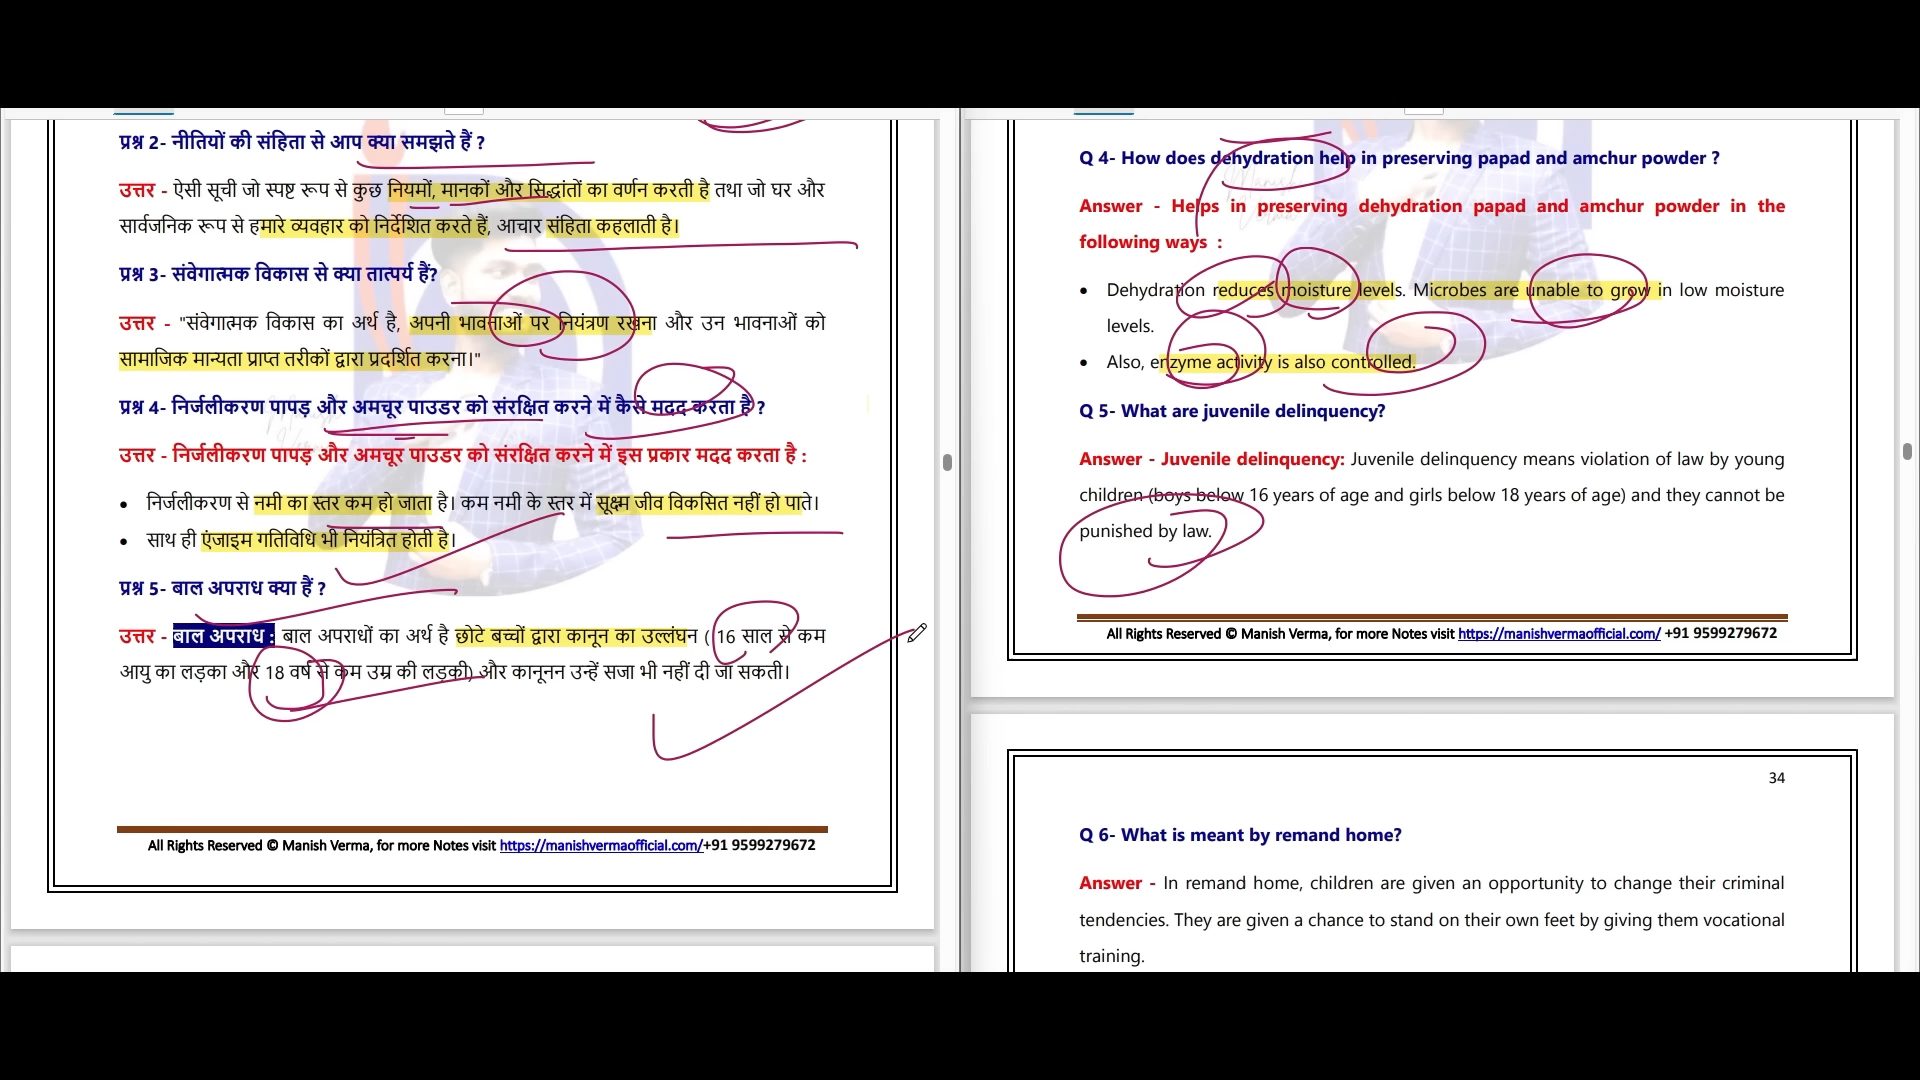 प्रश्न 2- नीतियों की संहिता से आप क्या समझते हैं ?
उत्तर - ऐसी सूची जो स्पष्ट रूप से कुछ नियमों, मानकों और सिद्धांतों का वर्णन करती है तथा जो घर और
सार्वजनिक रूप से हमारे व्यवहार को निर्देशित करते हैं, आचार संहिता कहलाती है।
प्रश्न 3- संवेगात्मक विकास से क्या तात्पर्य हैं?
उत्तर - "संवेगात्मक विकास का अर्थ है, अपनी भावनाओं पर नियंत्रण रखना और उन भावनाओं को
सामाजिक मान्यता प्राप्त तरीकों द्वारा प्रदर्शित करना।"
प्रश्न 4- निर्जलीकरण पापड़ और अमचूर पाउडर को संरक्षित करने में कैसे मदद करता है ?
उत्तर - निर्जलीकरण पापड़ और अमचूर पाउडर को संरक्षित करने में इस प्रकार मदद करता है :
• निर्जलीकरण से नमी का स्तर कम हो जाता है। कम नमी के स्तर में सूक्ष्म जीव विकसित नहीं हो पाते।
• साथ ही एंजाइम गतिविधि भी नियंत्रित होती है।
प्रश्न 5- बाल अपराध क्या हैं ?
उत्तर - बाल अपराध : बाल अपराधों का अर्थ है छोटे बच्चों द्वारा कानून का उल्लंघन ( 16 साल से कम
आयु का लड़का और 18 वर्ष से कम उम्र की लड़की) और कानूनन उन्हें सजा भी नहीं दी जा सकती।
All Rights Reserved © Manish Verma, for more Notes visit https://manishvermaofficial.com/+91 9599279672
Q 4- How does dehydration help in preserving papad and amchur powder ?
Answer - Helps in preserving dehydration papad and amchur powder in the
following ways :
• Dehydration reduces moisture levels. Microbes are unable to grow in low moisture
levels.
• Also, enzyme activity is also controlled.
Q 5- What are juvenile delinquency?
Answer - Juvenile delinquency: Juvenile delinquency means violation of law by young
children (boys below 16 years of age and girls below 18 years of age) and they cannot be
punished by law.
All Rights Reserved © Manish Verma, for more Notes visit https://manishvermaofficial.com/ +91 9599279672
34
Q 6- What is meant by remand home?
Answer - In remand home, children are given an opportunity to change their criminal
tendencies. They are given a chance to stand on their own feet by giving them vocational
training.